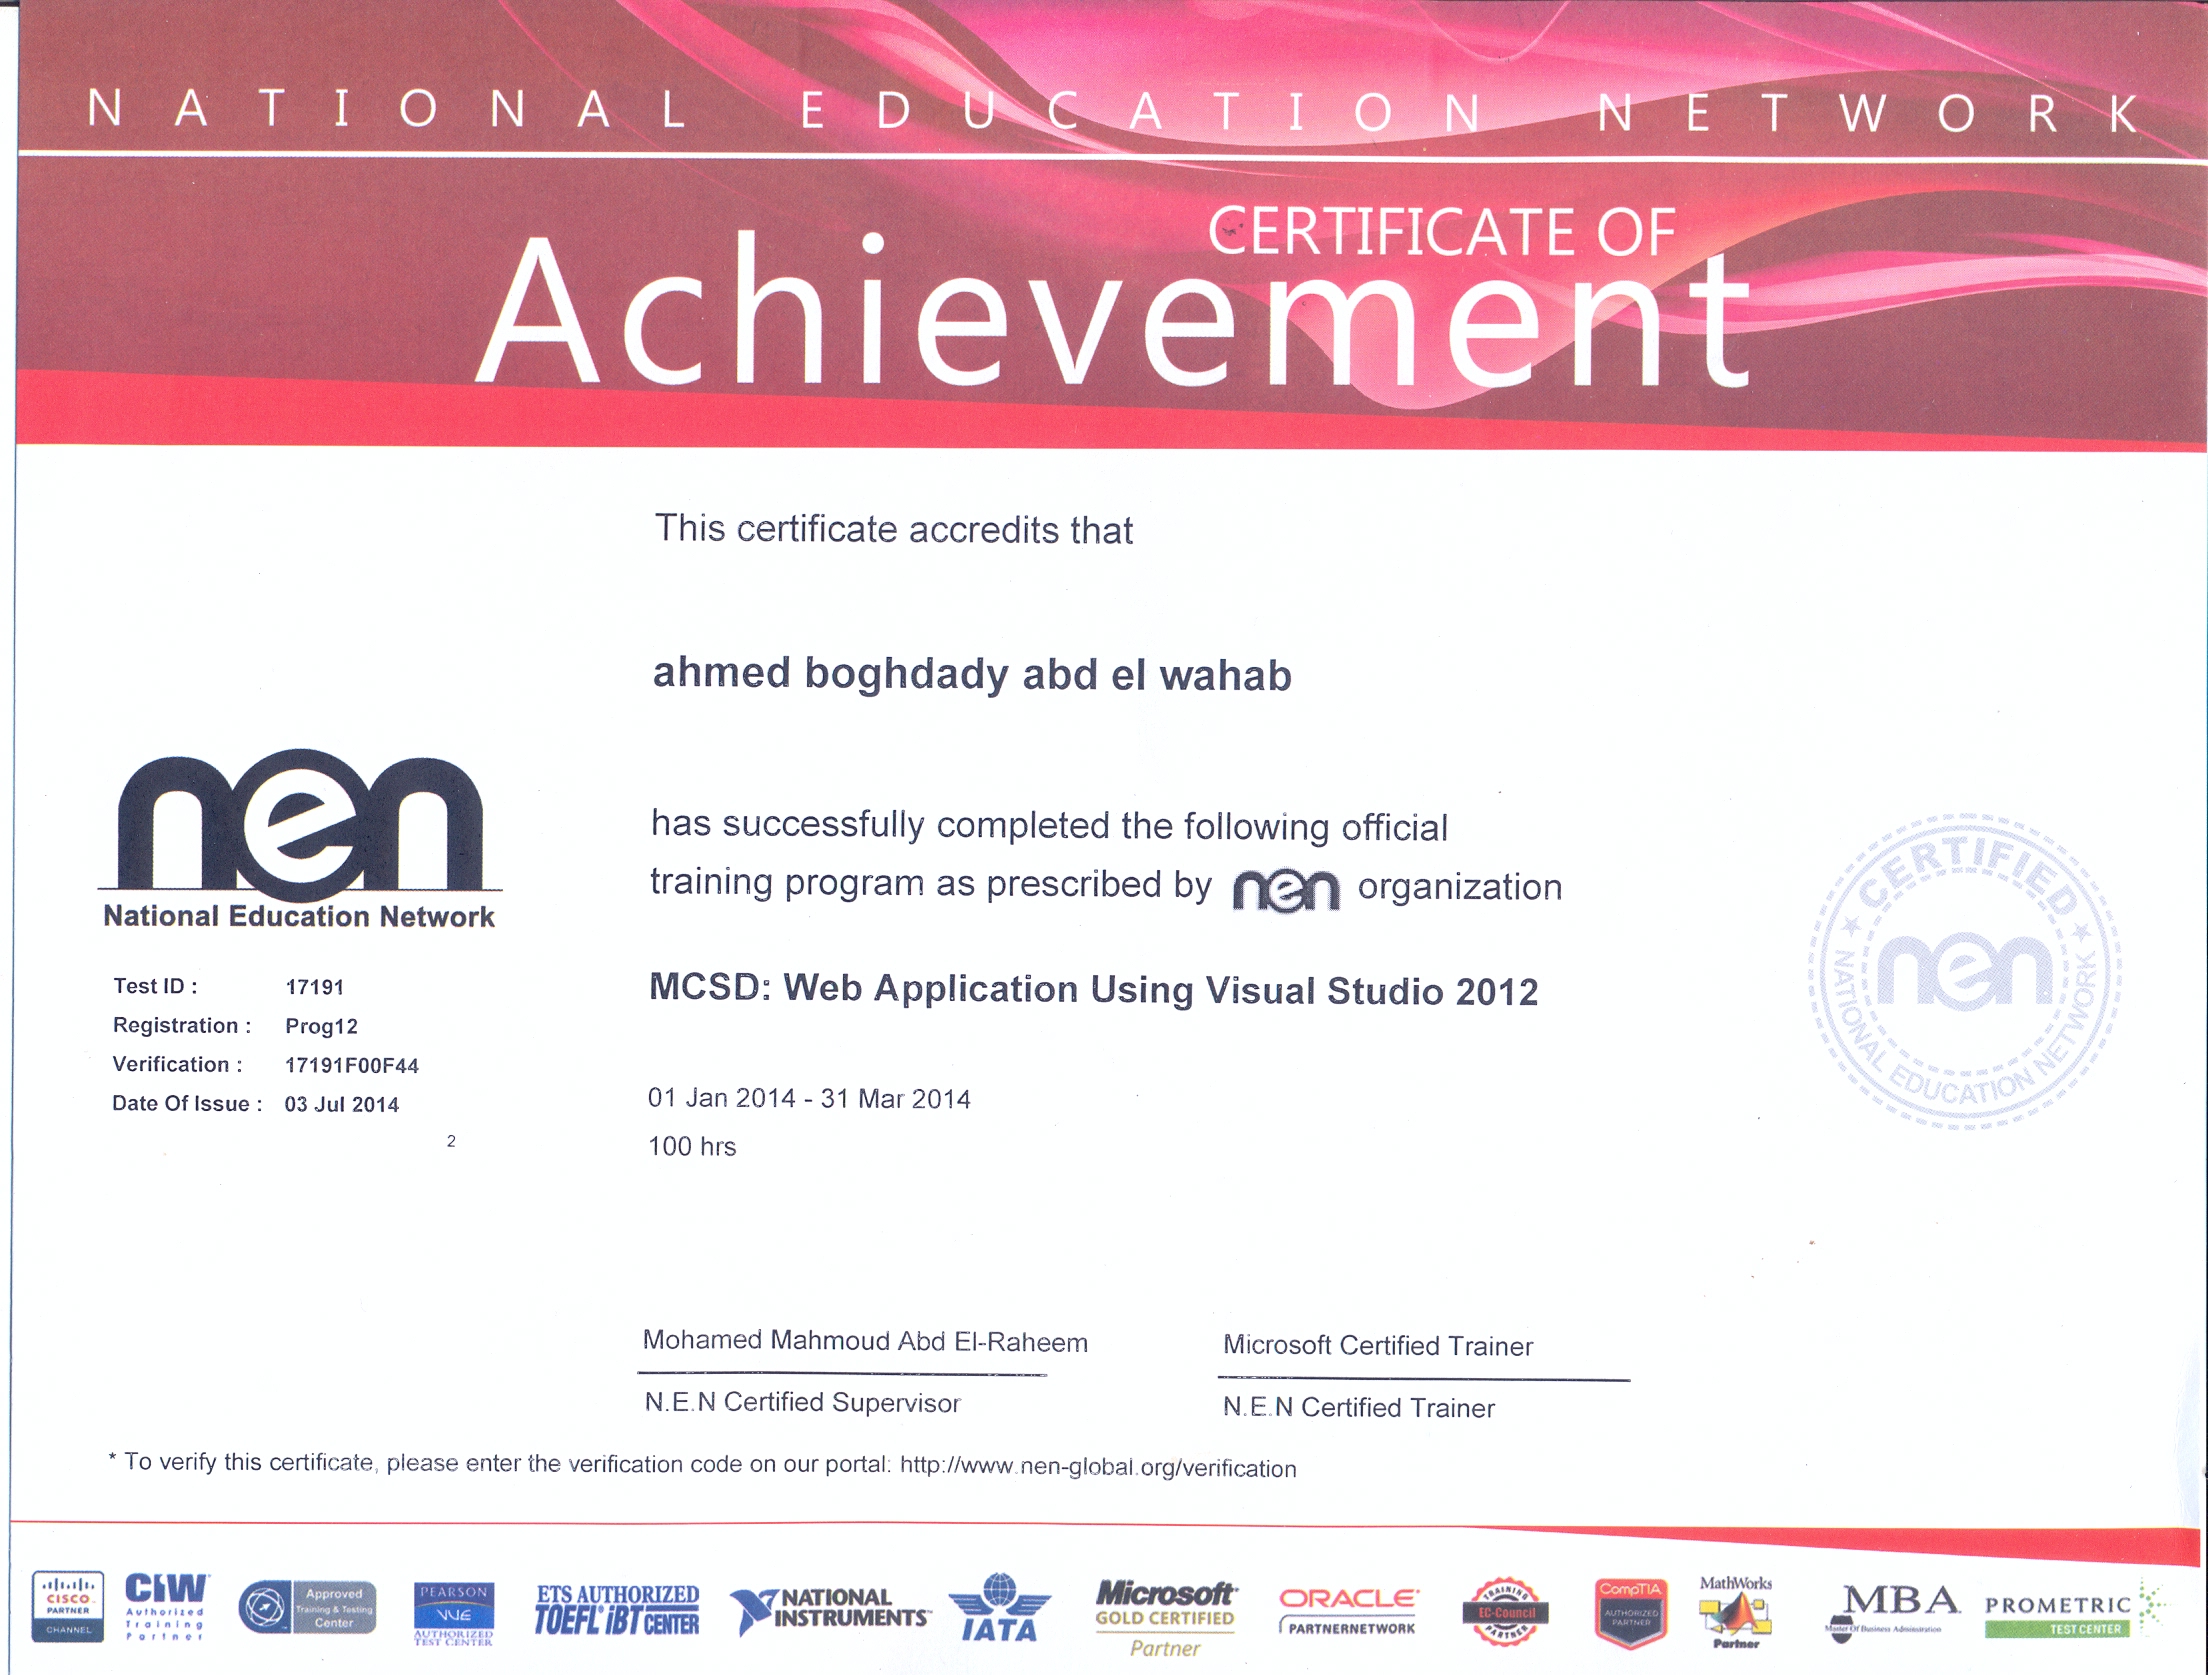 NATIONAL EDUCATION NETWORK
CERTIFICATE OF
Achievement
This certificate accredits that
ahmed boghdady abd el wahab
has successfully completed the following official
training program as prescribed by nen organization
MCSD: Web Application Using Visual Studio 2012
01 Jan 2014 - 31 Mar 2014
100 hrs
nen
National Education Network
Test ID : 17191
Registration : Prog12
Verification : 17191F00F44
Date Of Issue : 03 Jul 2014
2
★ CERTIFIED ★
nen
NATIONAL EDUCATION NETWORK
Mohamed Mahmoud Abd El-Raheem
N.E.N Certified Supervisor
Microsoft Certified Trainer
N.E.N Certified Trainer
* To verify this certificate, please enter the verification code on our portal: http://www.nen-global.org/verification
CISCO
PARTNER
CHANNEL
CIW
Authorized
Training
Partner
Approved
Training & Testing
Center
PEARSON
VUE
AUTHORIZED
TEST CENTER
ETS AUTHORIZED
TOEFL iBT CENTER
NATIONAL
INSTRUMENTS
IATA
Microsoft
GOLD CERTIFIED
Partner
ORACLE
PARTNERNETWORK
TRAINING
EC-Council
PARTNER
CompTIA
AUTHORIZED
PARTNER
MathWorks
Partner
MBA
Master Of Business Administration
PROMETRIC
TEST CENTER